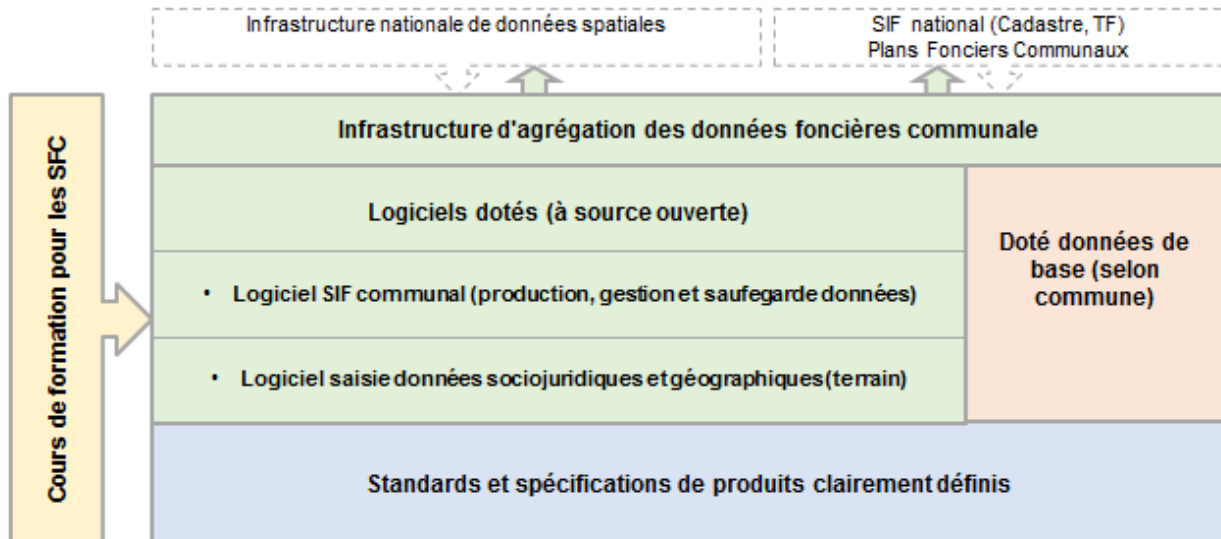 Infrastructure nationale de données spatiales
SIF national (Cadastre, TF)
Plans Fonciers Communaux
Cours de formation pour les SFC
Infrastructure d'agrégation des données foncières communale
Logiciels dotés (à source ouverte)
Doté données de
base (selon
commune)
• Logiciel SIF communal (production, gestion et saufegarde données)
• Logiciel saisie données sociojuridiques et géographiques(terrain)
Standards et spécifications de produits clairement définis